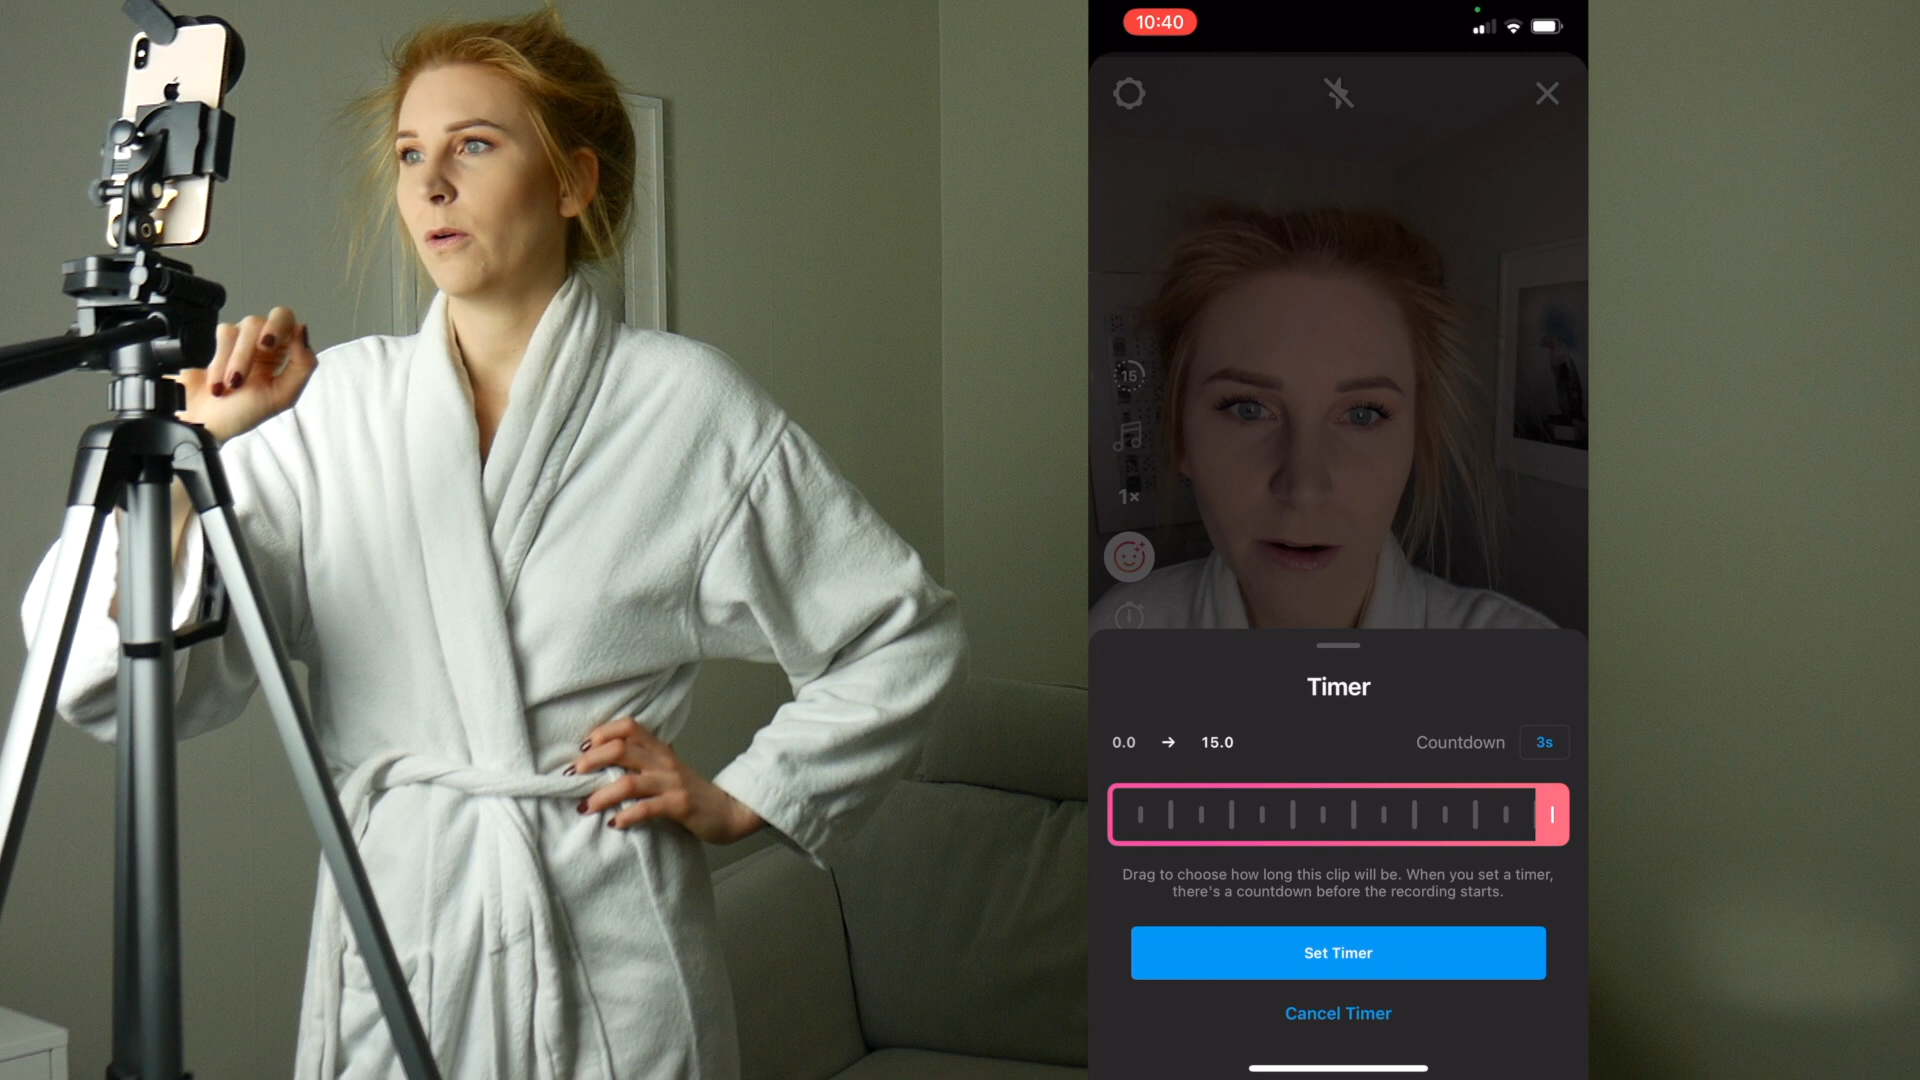 10:40
15
1×
Timer
0.0 → 15.0 Countdown 3s
Drag to choose how long this clip will be. When you set a timer,
there's a countdown before the recording starts.
Set Timer
Cancel Timer